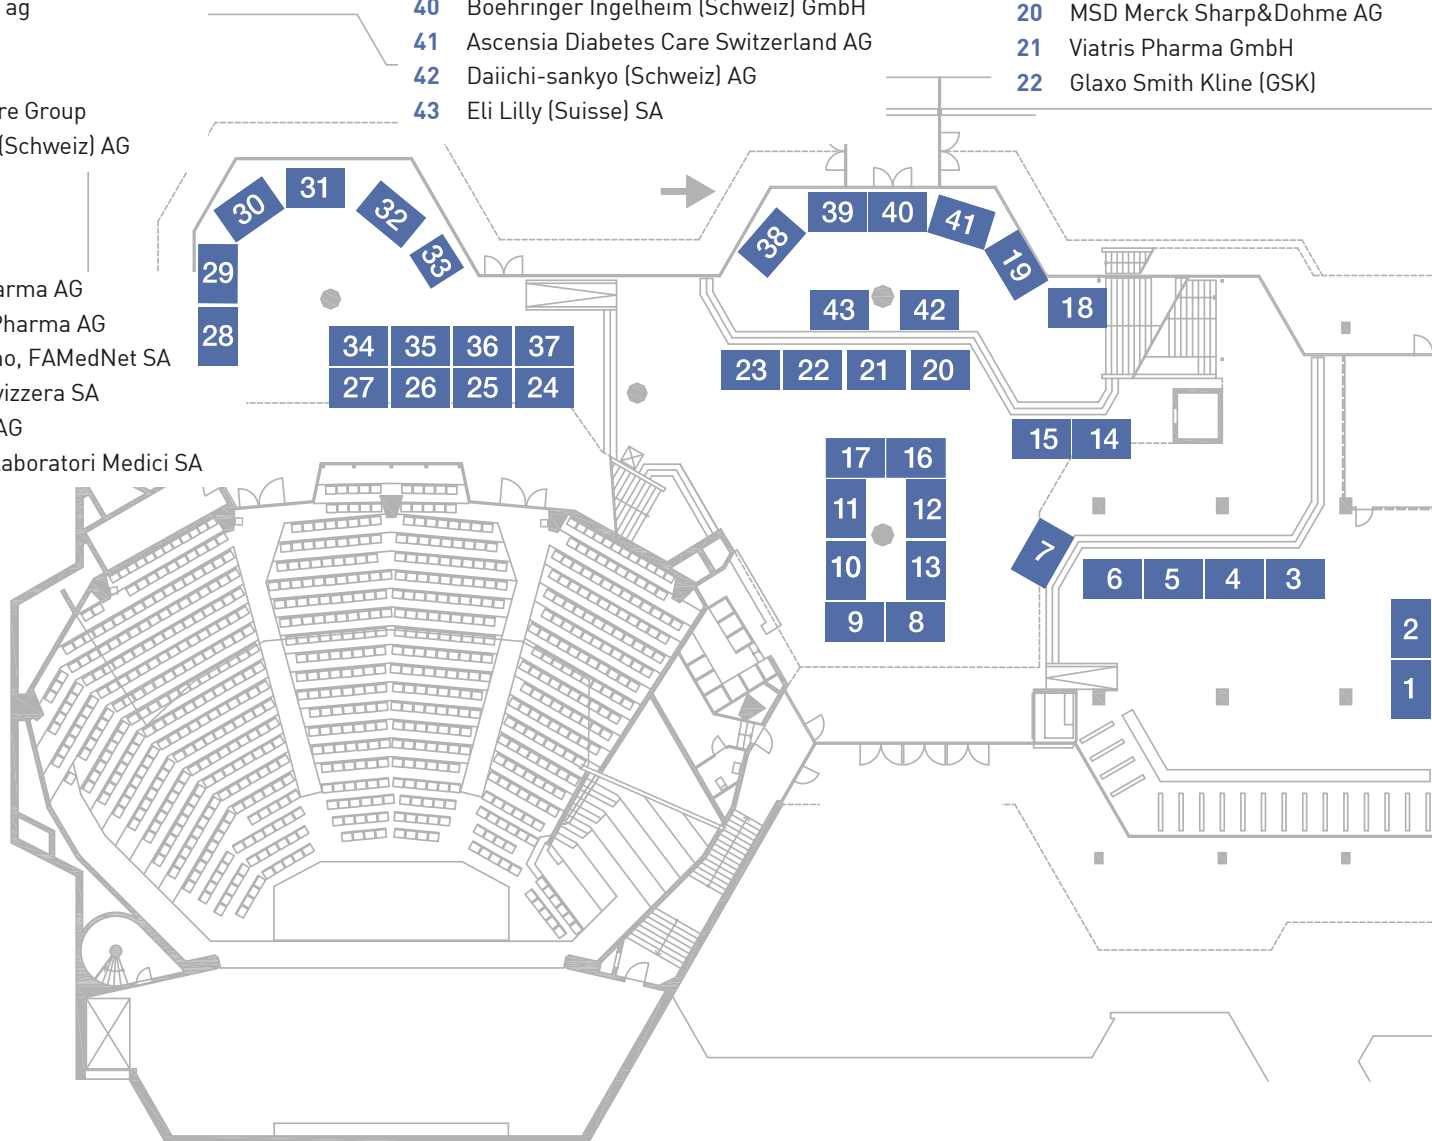 ag
re Group
(Schweiz) AG
arma AG
Pharma AG
no, FAMedNet SA
vizzera SA
AG
Laboratori Medici SA
40 Boehringer Ingelheim (Schweiz) GmbH
41 Ascensia Diabetes Care Switzerland AG
42 Daiichi-sankyo (Schweiz) AG
43 Eli Lilly (Suisse) SA
20 MSD Merck Sharp&Dohme AG
21 Viatris Pharma GmbH
22 Glaxo Smith Kline (GSK)
30 31 32 33
29
28
34 35 36 37
27 26 25 24
38 39 40 41 19
43 42 18
23 22 21 20
15 14
17 16
11 12
10 13
9 8
7
6 5 4 3
2
1